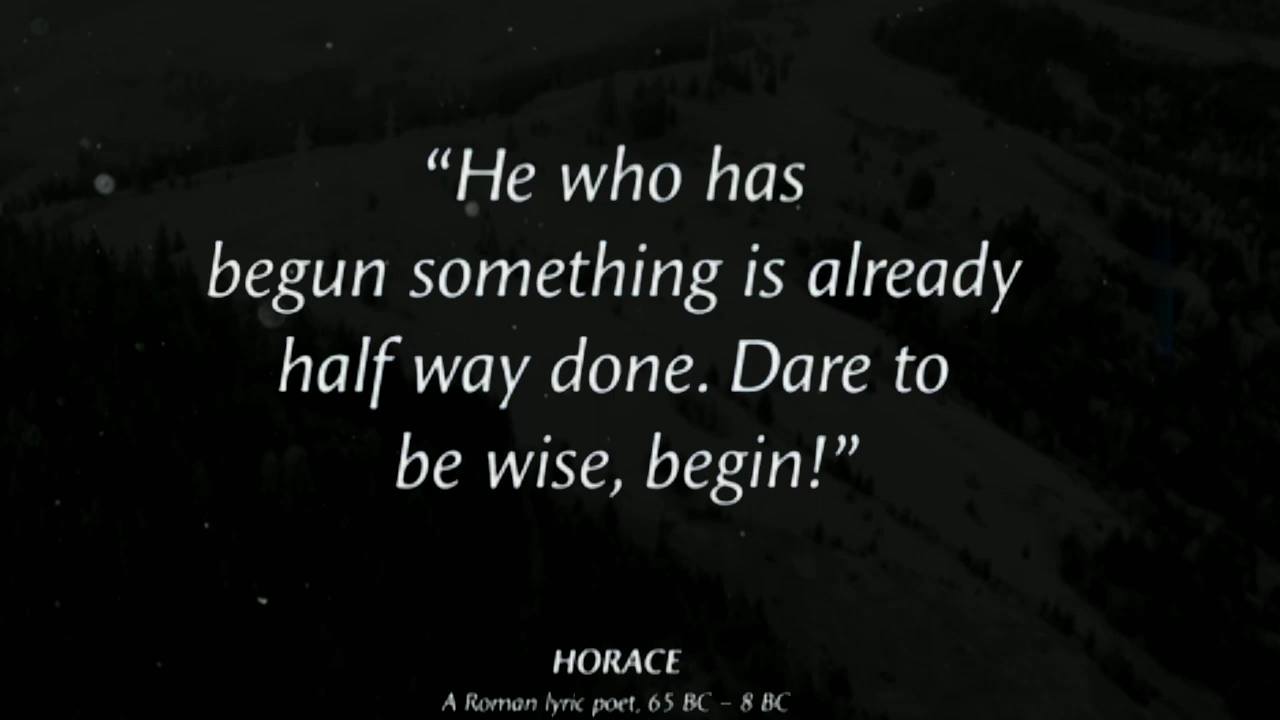 “He who has
begun something is already
half way done. Dare to
be wise, begin!”
HORACE
A Roman lyric poet, 65 BC – 8 BC